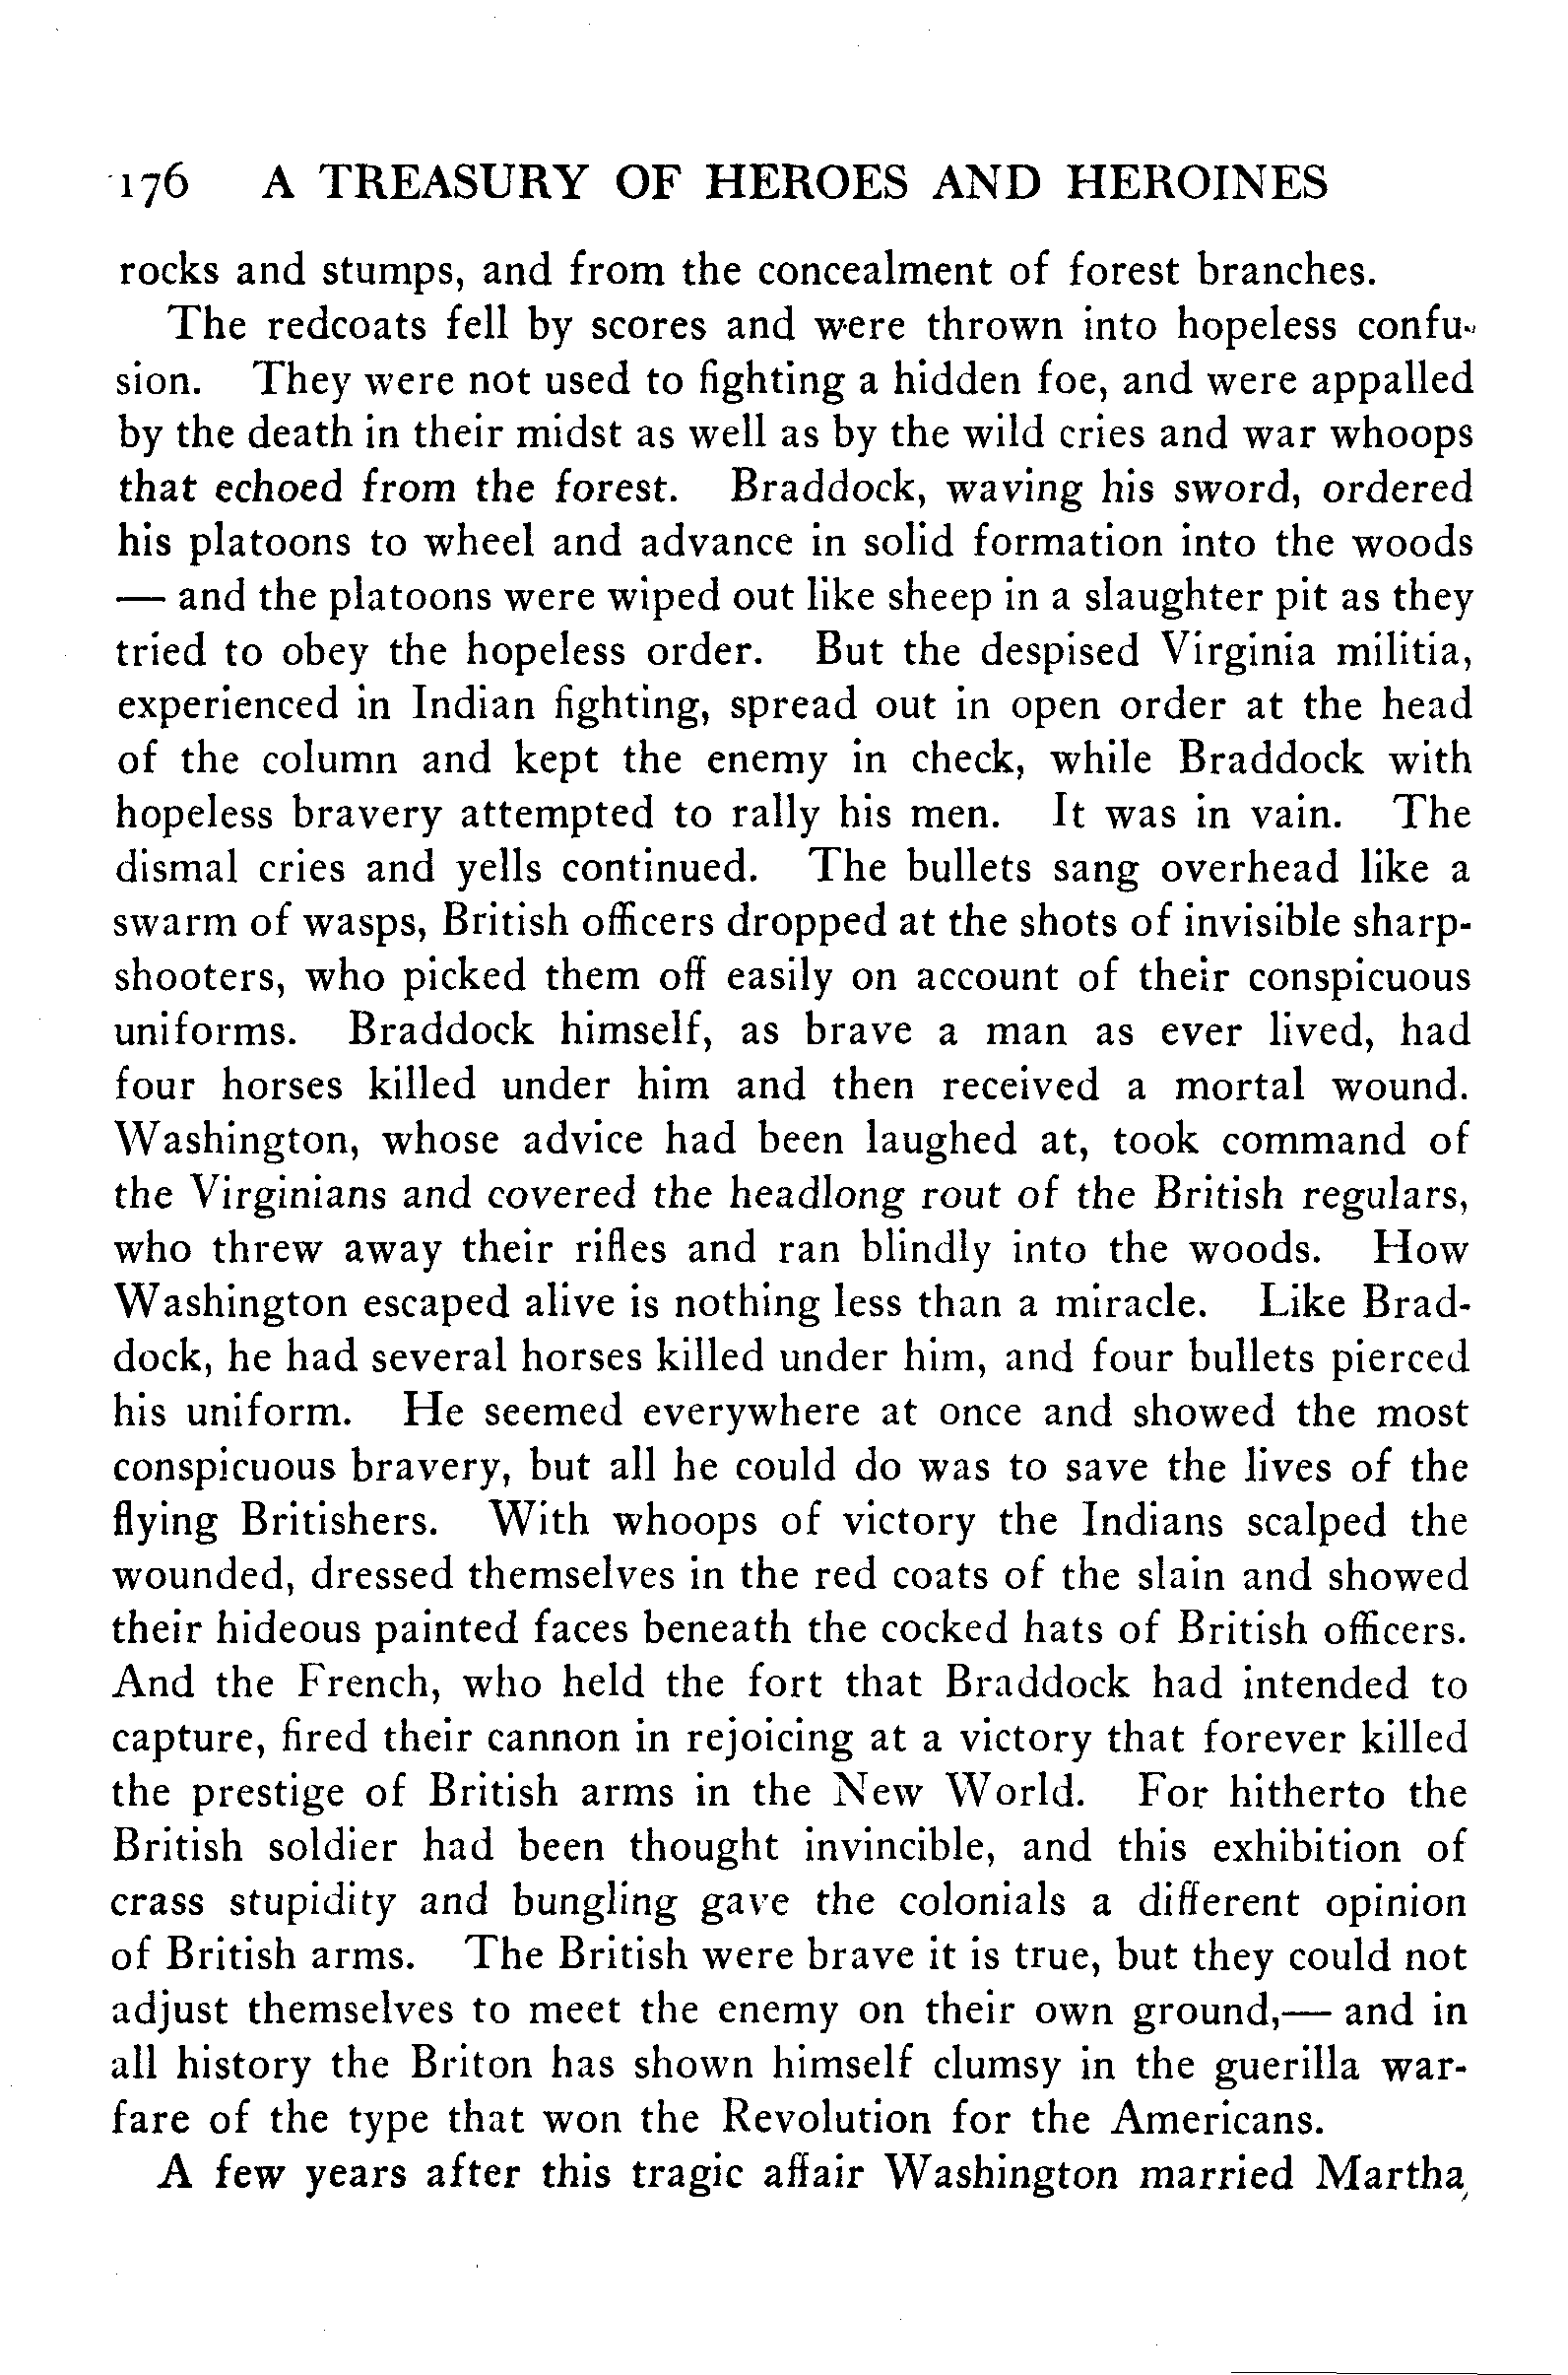 176 A TREASURY OF HEROES AND HEROINES
rocks and stumps, and from the concealment of forest branches.
The redcoats fell by scores and were thrown into hopeless confu-
sion. They were not used to fighting a hidden foe, and were appalled
by the death in their midst as well as by the wild cries and war whoops
that echoed from the forest. Braddock, waving his sword, ordered
his platoons to wheel and advance in solid formation into the woods
— and the platoons were wiped out like sheep in a slaughter pit as they
tried to obey the hopeless order. But the despised Virginia militia,
experienced in Indian fighting, spread out in open order at the head
of the column and kept the enemy in check, while Braddock with
hopeless bravery attempted to rally his men. It was in vain. The
dismal cries and yells continued. The bullets sang overhead like a
swarm of wasps, British officers dropped at the shots of invisible sharp-
shooters, who picked them off easily on account of their conspicuous
uniforms. Braddock himself, as brave a man as ever lived, had
four horses killed under him and then received a mortal wound.
Washington, whose advice had been laughed at, took command of
the Virginians and covered the headlong rout of the British regulars,
who threw away their rifles and ran blindly into the woods. How
Washington escaped alive is nothing less than a miracle. Like Brad-
dock, he had several horses killed under him, and four bullets pierced
his uniform. He seemed everywhere at once and showed the most
conspicuous bravery, but all he could do was to save the lives of the
flying Britishers. With whoops of victory the Indians scalped the
wounded, dressed themselves in the red coats of the slain and showed
their hideous painted faces beneath the cocked hats of British officers.
And the French, who held the fort that Braddock had intended to
capture, fired their cannon in rejoicing at a victory that forever killed
the prestige of British arms in the New World. For hitherto the
British soldier had been thought invincible, and this exhibition of
crass stupidity and bungling gave the colonials a different opinion
of British arms. The British were brave it is true, but they could not
adjust themselves to meet the enemy on their own ground,— and in
all history the Briton has shown himself clumsy in the guerilla war-
fare of the type that won the Revolution for the Americans.
A few years after this tragic affair Washington married Martha